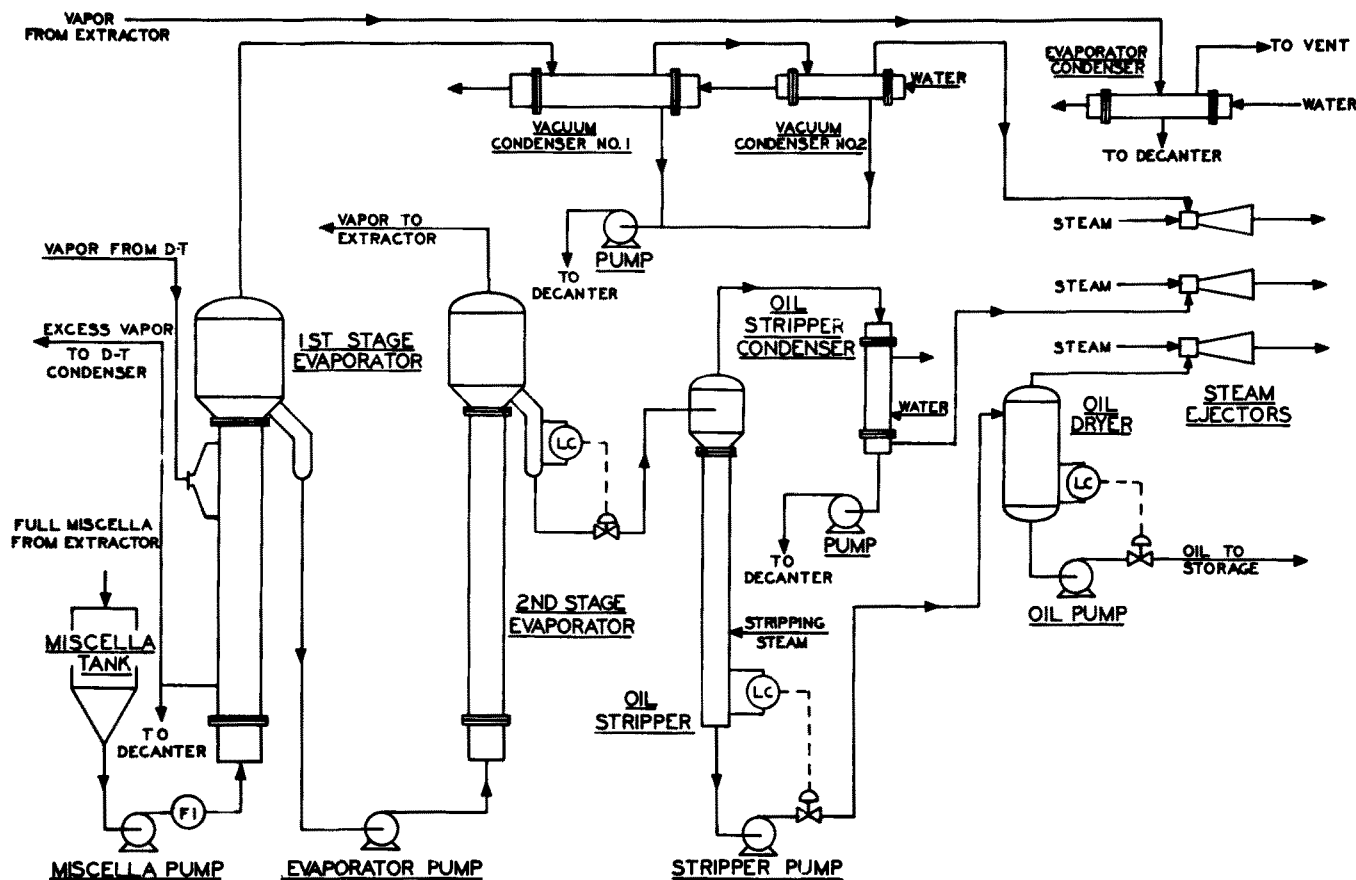 VAPOR
FROM EXTRACTOR
TO VENT
EVAPORATOR
CONDENSER
WATER
WATER
VACUUM
CONDENSER NO. 1
VACUUM
CONDENSER NO.2
TO DECANTER
VAPOR TO
EXTRACTOR
STEAM
VAPOR FROM D-T
PUMP
TO
DECANTER
STEAM
OIL
STRIPPER
CONDENSER
EXCESS VAPOR
TO D-T
CONDENSER
1ST STAGE
EVAPORATOR
STEAM
STEAM
EJECTORS
OIL
DRYER
WATER
LC
LC
FULL MISCELLA
FROM EXTRACTOR
PUMP
TO
DECANTER
OIL TO
STORAGE
2ND STAGE
EVAPORATOR
OIL PUMP
STRIPPING
STEAM
MISCELLA
TANK
LC
OIL
STRIPPER
TO
DECANTER
FI
MISCELLA PUMP
EVAPORATOR PUMP
STRIPPER PUMP